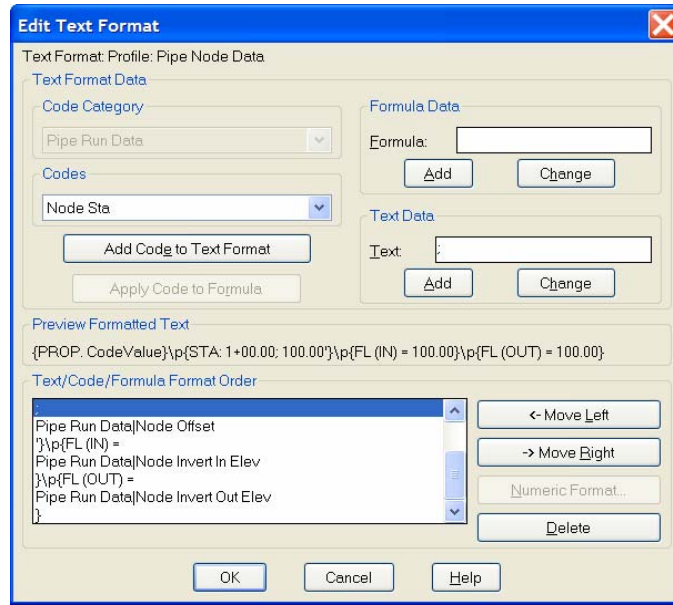 Edit Text Format
Text Format: Profile: Pipe Node Data
Text Format Data
Code Category
Pipe Run Data
Codes
Node Sta
Add Code to Text Format
Apply Code to Formula
Formula Data
Formula:
Add
Change
Text Data
Text:
;
Add
Change
Preview Formatted Text
{PROP. CodeValue}\p{STA: 1+00.00; 100.00'}\p{FL (IN) = 100.00}\p{FL (OUT) = 100.00}
Text/Code/Formula Format Order
;
Pipe Run Data|Node Offset
'}\p{FL (IN) =
Pipe Run Data|Node Invert In Elev
}\p{FL (OUT) =
Pipe Run Data|Node Invert Out Elev
}
<- Move Left
-> Move Right
Numeric Format...
Delete
OK
Cancel
Help